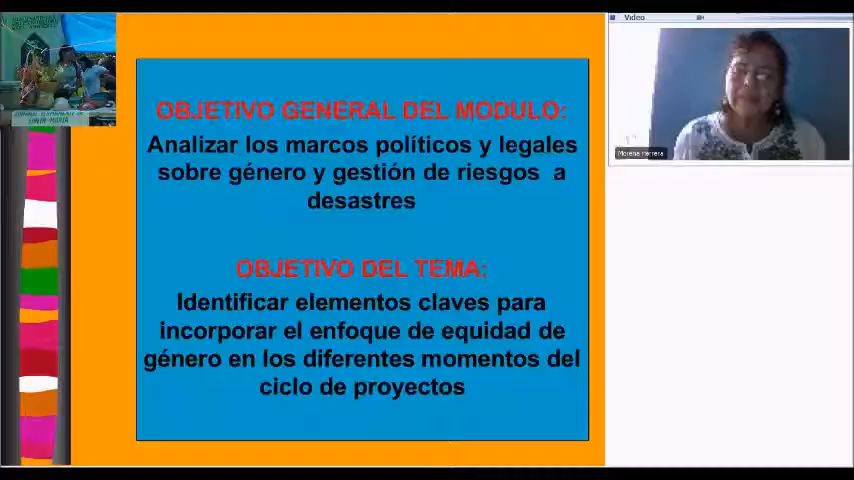 OBJETIVO GENERAL DEL MODULO:
Analizar los marcos políticos y legales
sobre género y gestión de riesgos a
desastres
OBJETIVO DEL TEMA:
Identificar elementos claves para
incorporar el enfoque de equidad de
género en los diferentes momentos del
ciclo de proyectos
Video
Morena Herrera